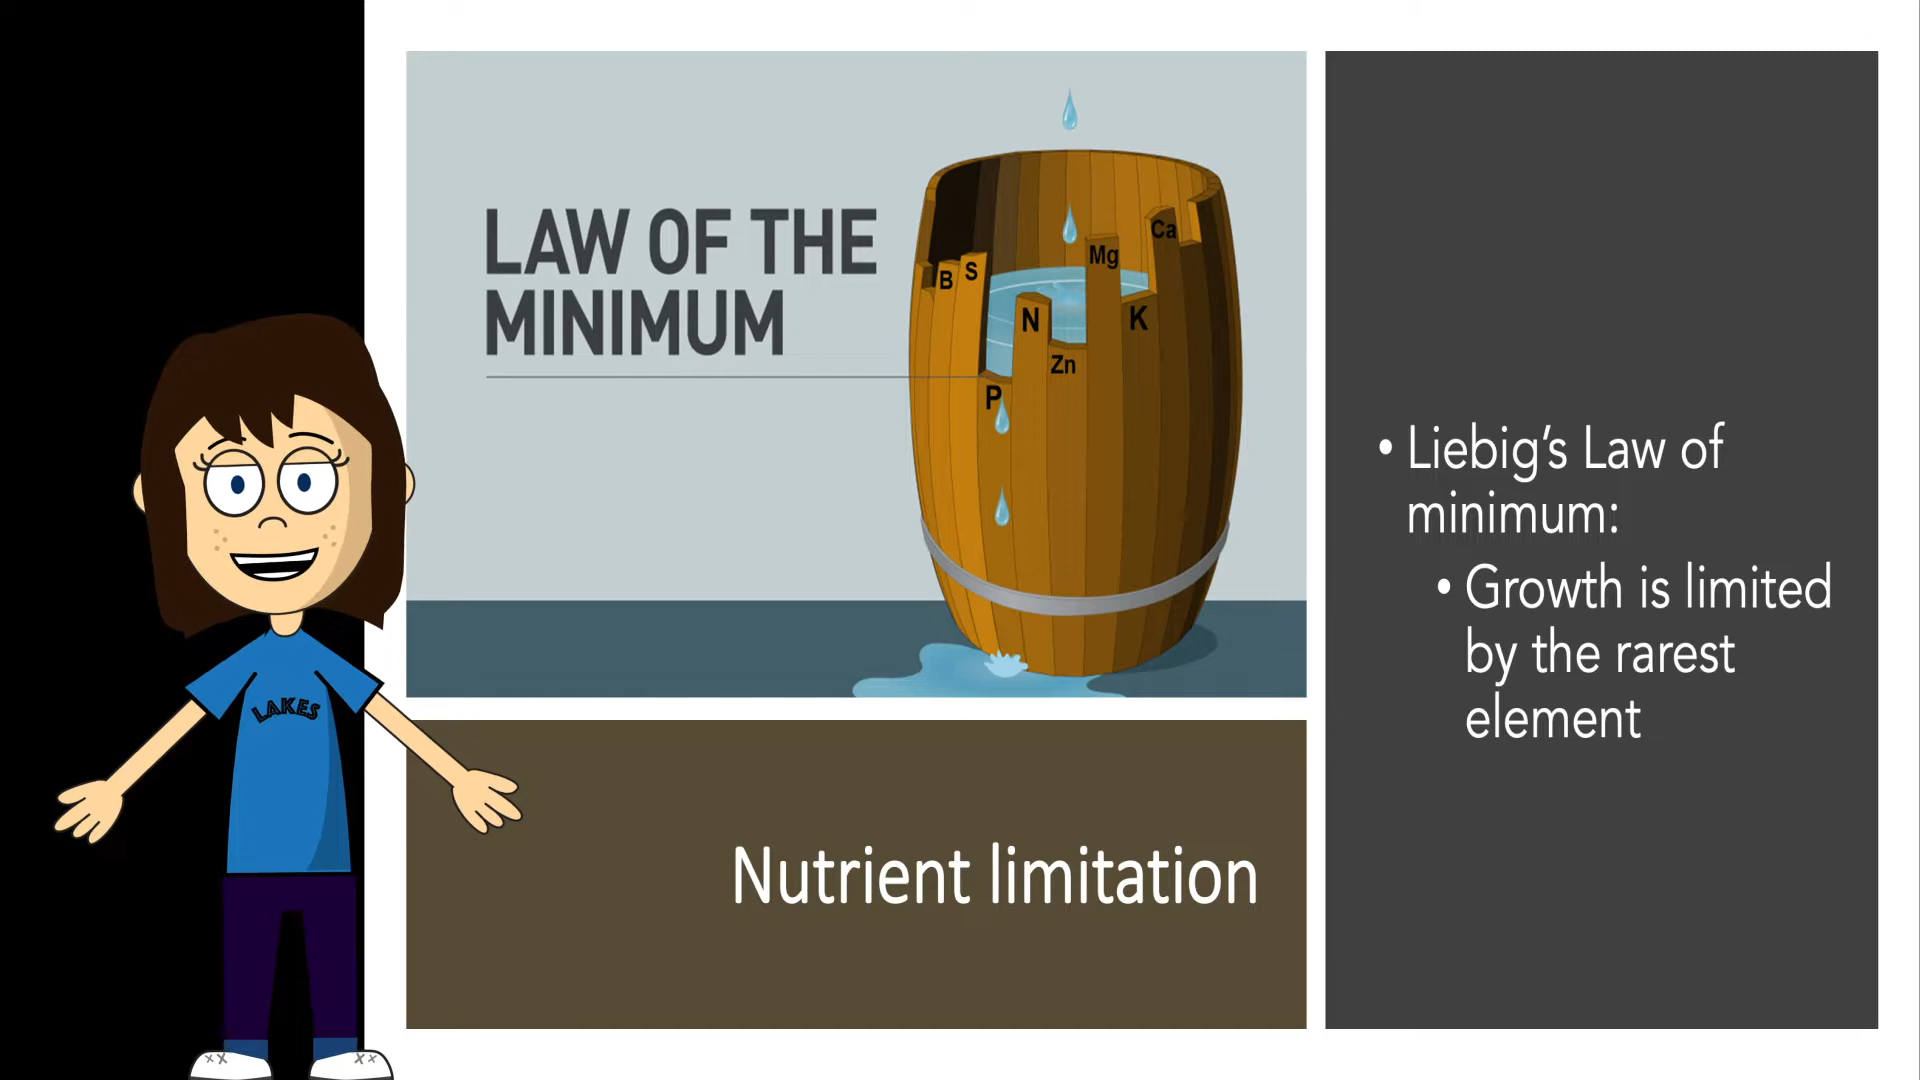 LAW OF THE
MINIMUM
B
S
N
P
Zn
Mg
K
Ca
LAKES
Nutrient limitation
• Liebig’s Law of
minimum:
• Growth is limited
by the rarest
element